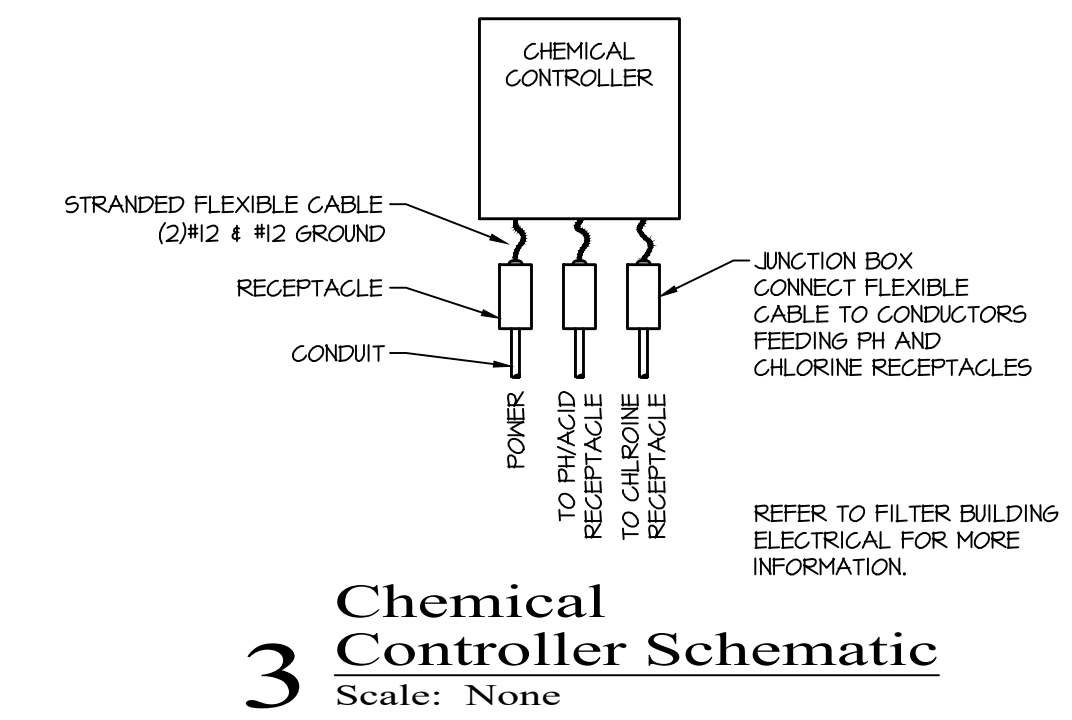 CHEMICAL
CONTROLLER
STRANDED FLEXIBLE CABLE
(2)#12 & #12 GROUND
RECEPTACLE
CONDUIT
JUNCTION BOX
CONNECT FLEXIBLE
CABLE TO CONDUCTORS
FEEDING PH AND
CHLORINE RECEPTACLES
POWER
TO PH/ACID
RECEPTACLE
TO CHLROINE
RECEPTACLE
REFER TO FILTER BUILDING
ELECTRICAL FOR MORE
INFORMATION.
3
Chemical
Controller Schematic
Scale: None